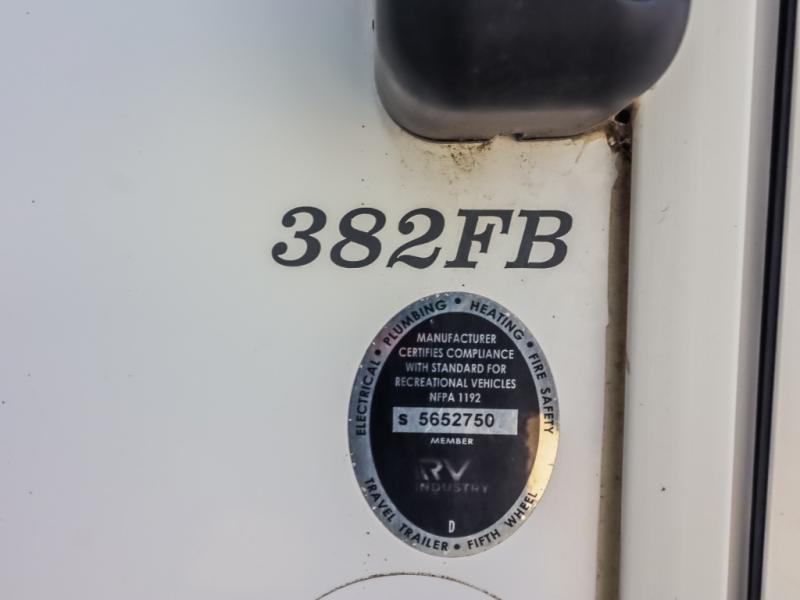 382FB
ELECTRICAL • PLUMBING • HEATING • FIRE SAFETY
MANUFACTURER
CERTIFIES COMPLIANCE
WITH STANDARD FOR
RECREATIONAL VEHICLES
NFPA 1192
S 5652750
MEMBER
RV
INDUSTRY
D
TRAVEL TRAILER • FIFTH WHEEL